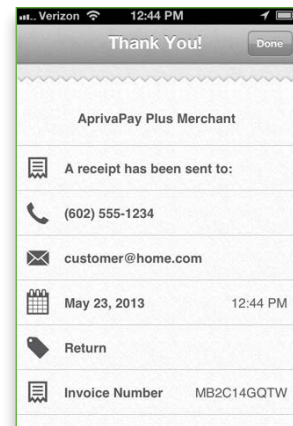 Verizon 12:44 PM
Thank You! Done
AprivaPay Plus Merchant
A receipt has been sent to:
(602) 555-1234
customer@home.com
May 23, 2013 12:44 PM
Return
Invoice Number MB2C14GQTW